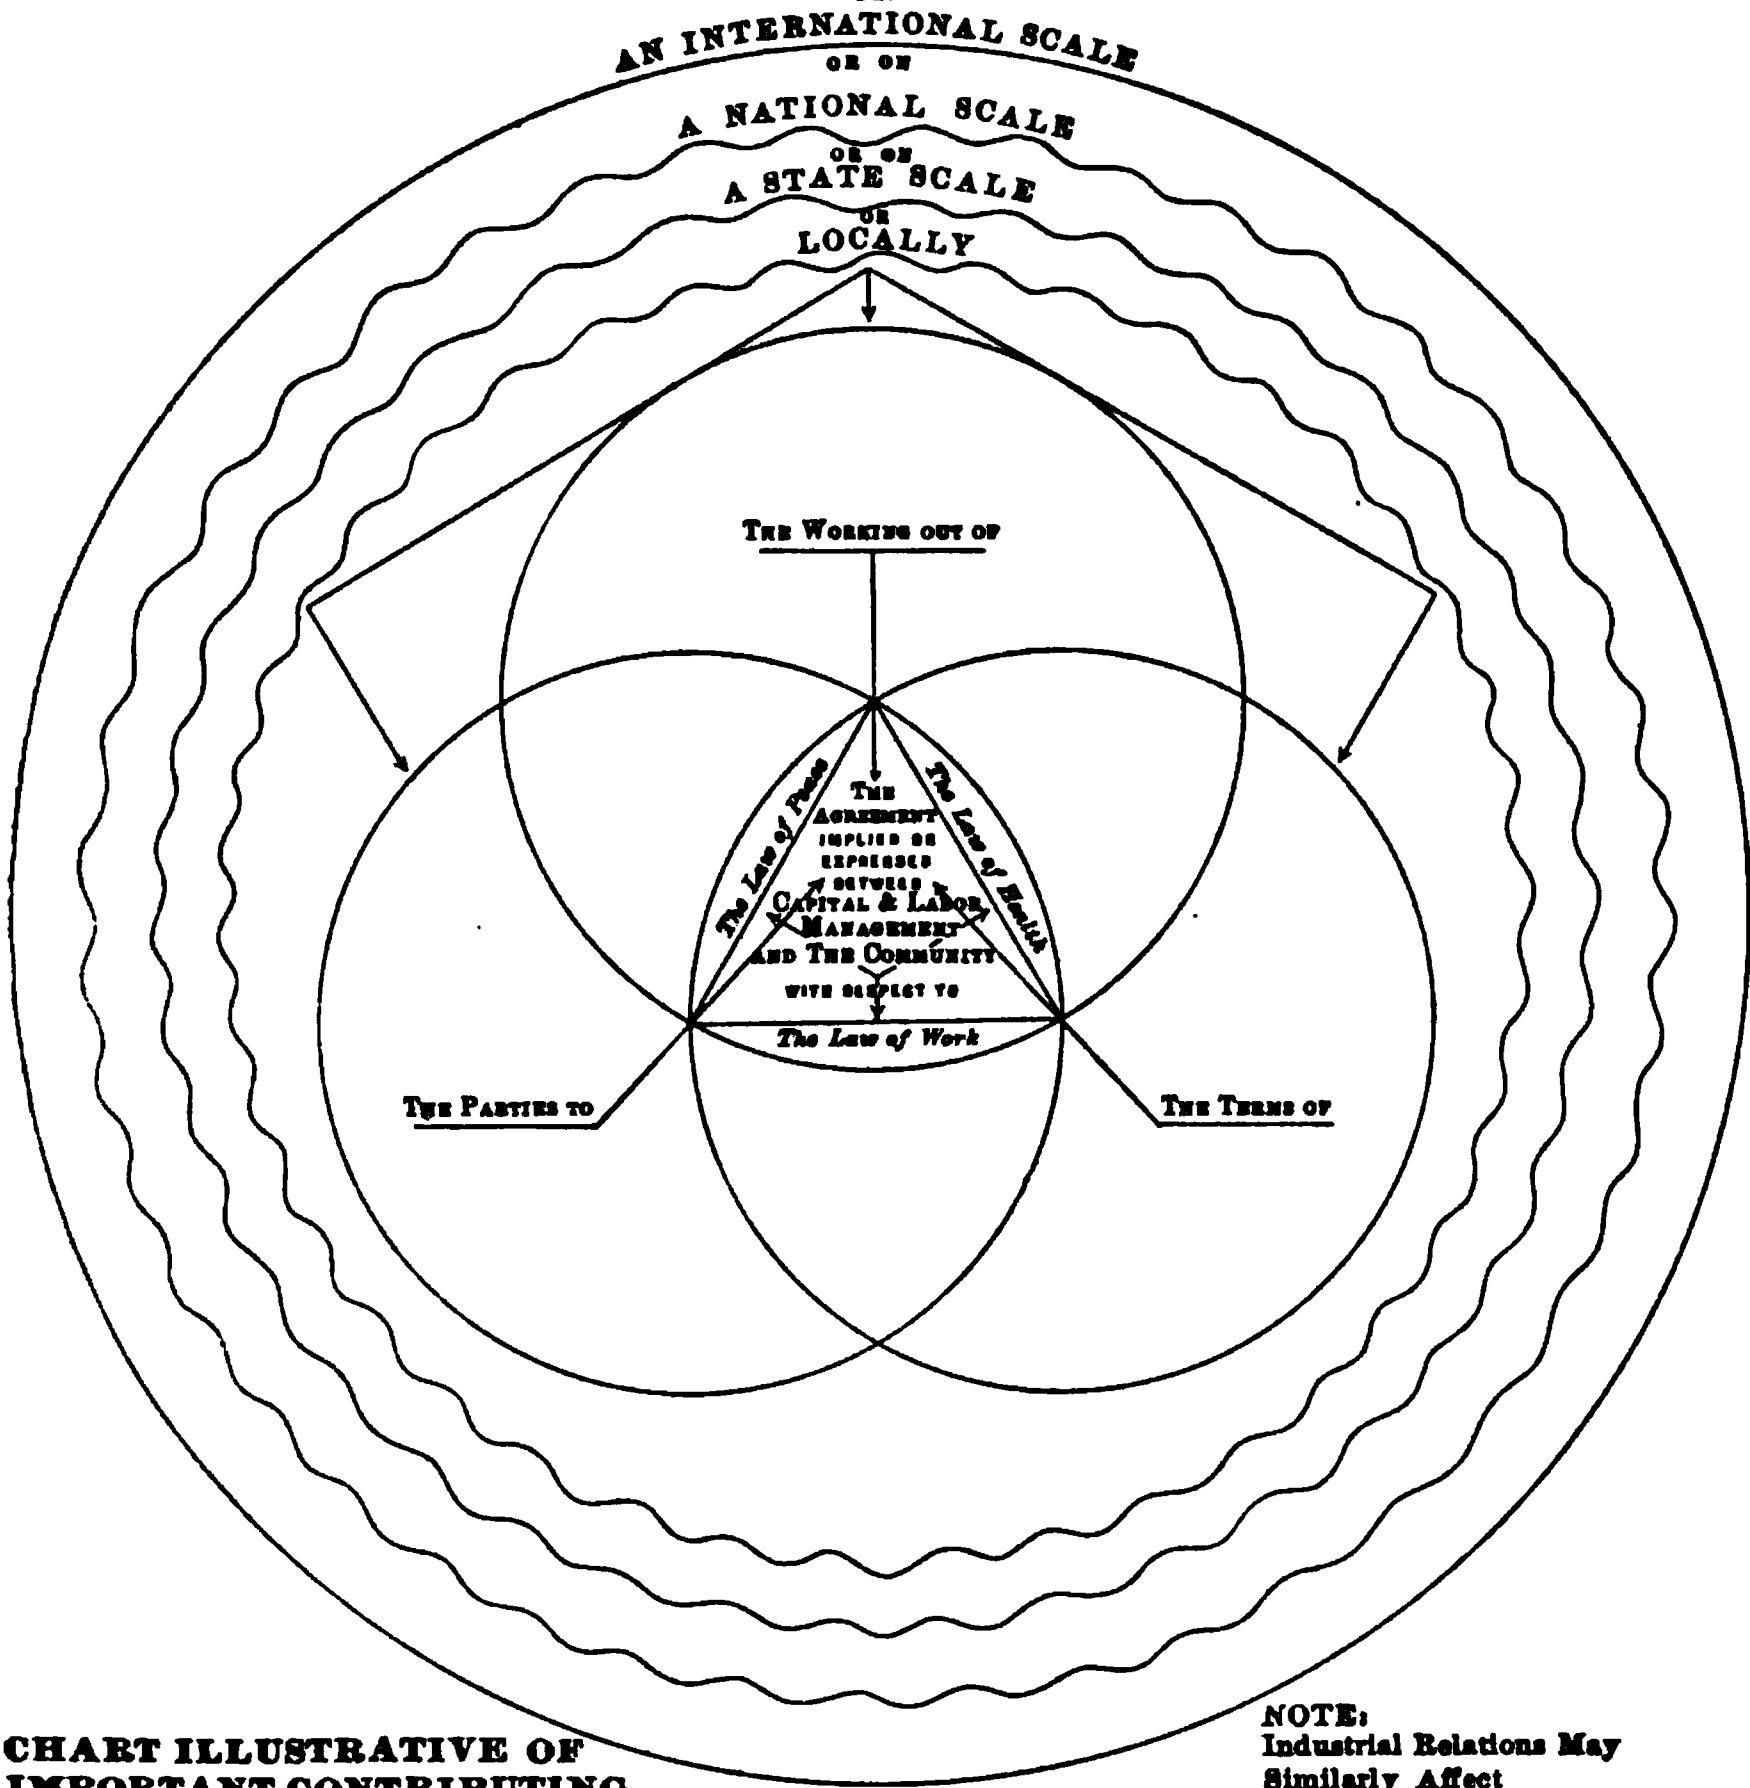 AN INTERNATIONAL SCALE
OR ON
A NATIONAL SCALE
OR ON
A STATE SCALE
OR
LOCALLY
THE WORKING OUT OF
The Law of Peace
The Law of Health
THE
AGREEMENT
IMPLIED OR
EXPRESSED
BETWEEN
CAPITAL & LABOR
MANAGEMENT
AND THE COMMUNITY
WITH RESPECT TO
The Law of Work
THE PARTIES TO
THE TERMS OF
CHART ILLUSTRATIVE OF
IMPORTANT CONTRIBUTING
NOTE:
Industrial Relations May
Similarly Affect